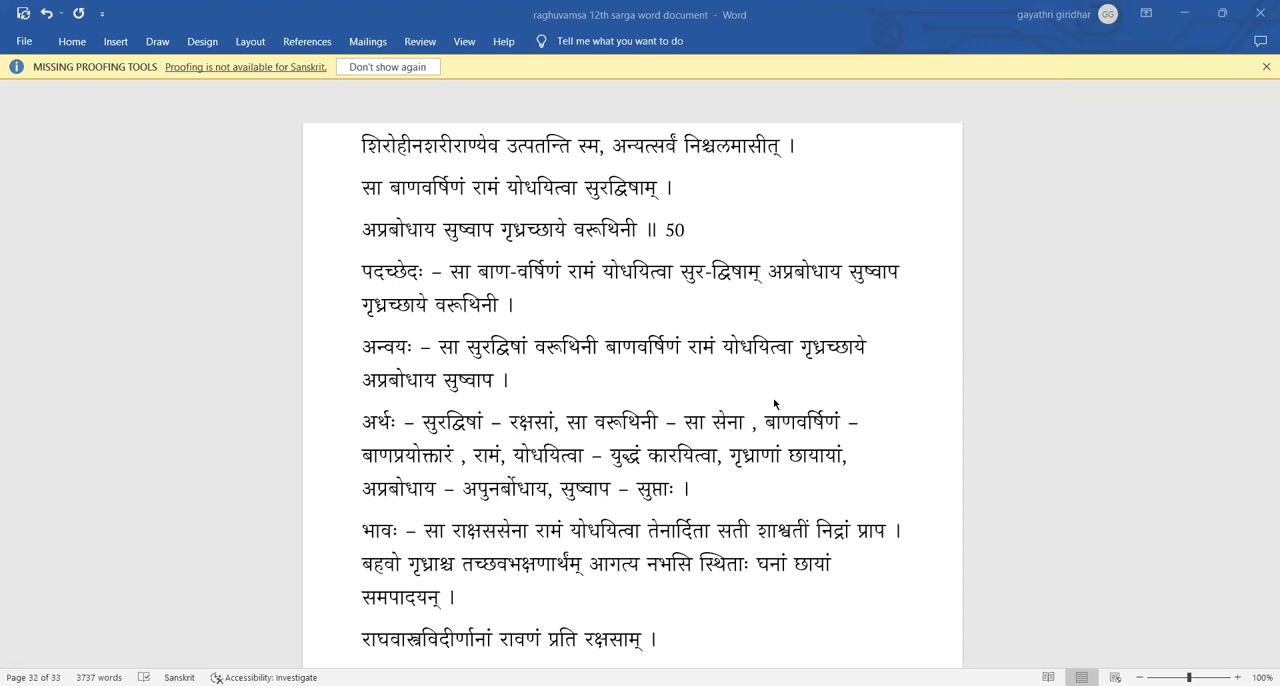 raghuvamsa 12th sarga word document - Word
gayathri giridhar GG
File Home Insert Draw Design Layout References Mailings Review View Help Tell me what you want to do
MISSING PROOFING TOOLS Proofing is not available for Sanskrit. Don't show again
शिरोहीनशरीराण्येव उत्पतन्ति स्म, अन्यत्सर्वं निश्चलमासीत् ।
सा बाणवर्षिणं रामं योधयित्वा सुरद्विषाम् ।
अप्रबोधाय सुष्वाप गृध्रच्छाये वरूथिनी ॥ 50
पदच्छेदः – सा बाण-वर्षिणं रामं योधयित्वा सुर-द्विषाम् अप्रबोधाय सुष्वाप
गृध्रच्छाये वरूथिनी ।
अन्वयः – सा सुरद्विषां वरूथिनी बाणवर्षिणं रामं योधयित्वा गृध्रच्छाये
अप्रबोधाय सुष्वाप ।
अर्थः – सुरद्विषां – रक्षसां, सा वरूथिनी – सा सेना , बाणवर्षिणं –
बाणप्रयोक्तारं , रामं, योधयित्वा – युद्धं कारयित्वा, गृध्राणां छायायां,
अप्रबोधाय – अपुनर्बोधाय, सुष्वाप – सुप्ताः ।
भावः – सा राक्षससेना रामं योधयित्वा तेनार्दिता सती शाश्वतीं निद्रां प्राप ।
बहवो गृध्राश्च तच्छवभक्षणार्थम् आगत्य नभसि स्थिताः घनां छायां
समपादयन् ।
राघवास्त्रविदीर्णानां रावणं प्रति रक्षसाम् ।
Page 32 of 33 3737 words Sanskrit Accessibility: Investigate 100%